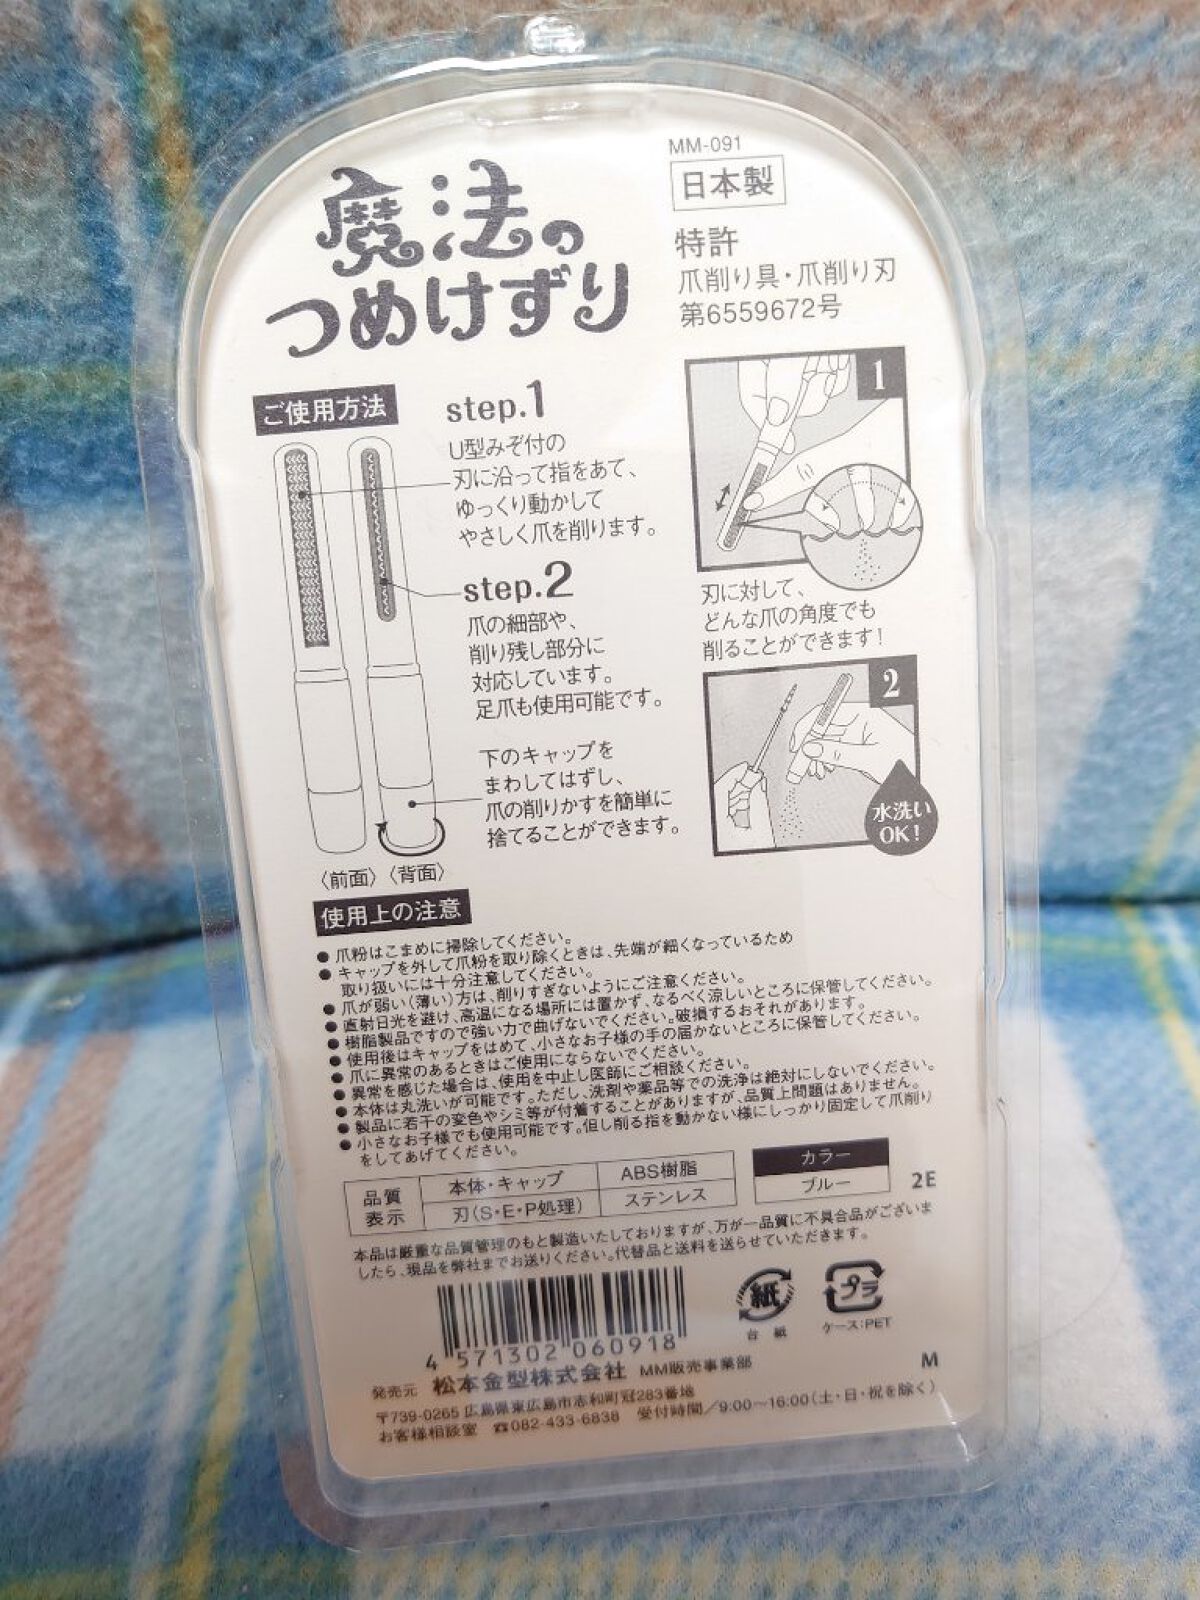 魔法の
つめけずり
MM-091
日本製
特許
爪削り具・爪削り刃
第6559672号
ご使用方法
step.1
U型みぞ付の
刃に沿って指をあて、
ゆっくり動かして
やさしく爪を削ります。
step.2
爪の細部や、
削り残し部分に
対応しています。
足爪も使用可能です。
下のキャップを
まわしてはずし、
爪の削りかすを簡単に
捨てることができます。
〈前面〉〈背面〉
1
刃に対して、
どんな爪の角度でも
削ることができます!
2
水洗い
OK!
使用上の注意
●爪粉はこまめに掃除してください。
●キャップを外して爪粉を取り除くときは、先端が細くなっているため
取り扱いには十分注意してください。
●爪が弱い(薄い)方は、削りすぎないようにご注意ください。
●直射日光を避け、高温になる場所には置かず、なるべく涼しいところに保管してください。
●樹脂製品ですので強い力で曲げないでください。破損するおそれがあります。
●使用後はキャップをはめて、小さなお子様の手の届かないところに保管してください。
●爪に異常のあるときはご使用にならないでください。
●異常を感じた場合は、使用を中止し医師にご相談ください。
●本体は丸洗いが可能です。ただし、洗剤や薬品等での洗浄は絶対にしないでください。
●製品に若干の変色やシミ等が付着することがありますが、品質上問題はありません。
●小さなお子様でも使用可能です。但し削る指を動かない様にしっかり固定して爪削り
をしてあげてください。
品質
表示
本体・キャップ ABS樹脂
刃(S・E・P処理) ステンレス
カラー
ブルー
2E
本品は厳重な品質管理のもと製造いたしておりますが、万が一品質に不具合品がございま
したら、現品を弊社までお送りください。代替品と送料を送らせていただきます。
4 571302 060918
紙
台紙
プラ
ケース:PET
発売元 松本金型株式会社 MM販売事業部
M
〒739-0265 広島県東広島市志和町冠283番地
お客様相談室 ☎082-433-6838 受付時間/9:00〜16:00(土・日・祝を除く)